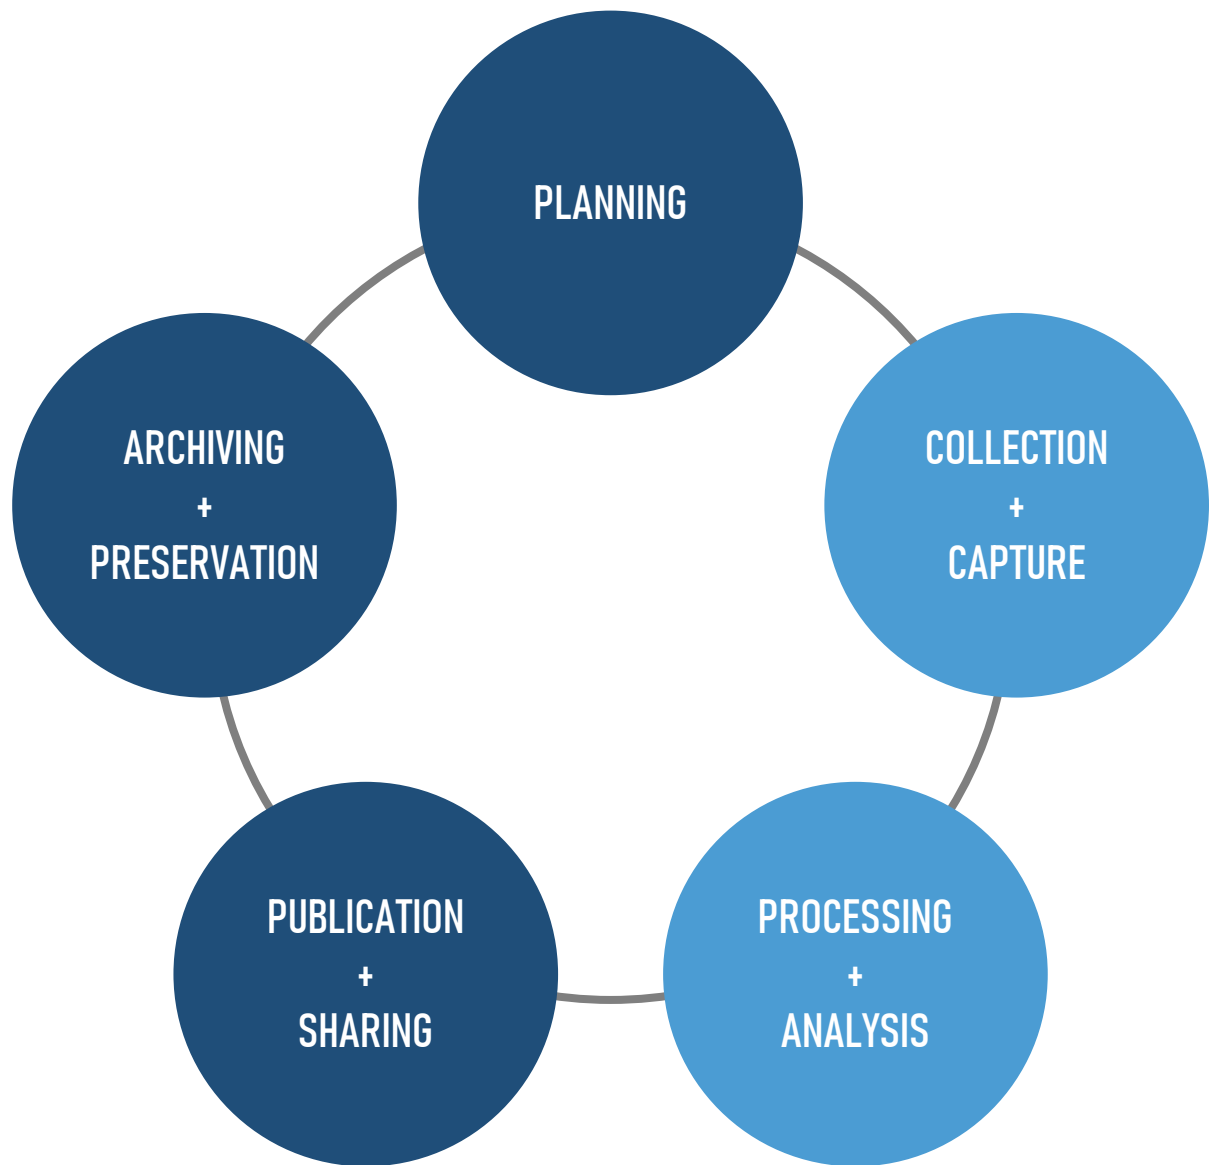 PLANNING
COLLECTION
+
CAPTURE
PROCESSING
+
ANALYSIS
PUBLICATION
+
SHARING
ARCHIVING
+
PRESERVATION